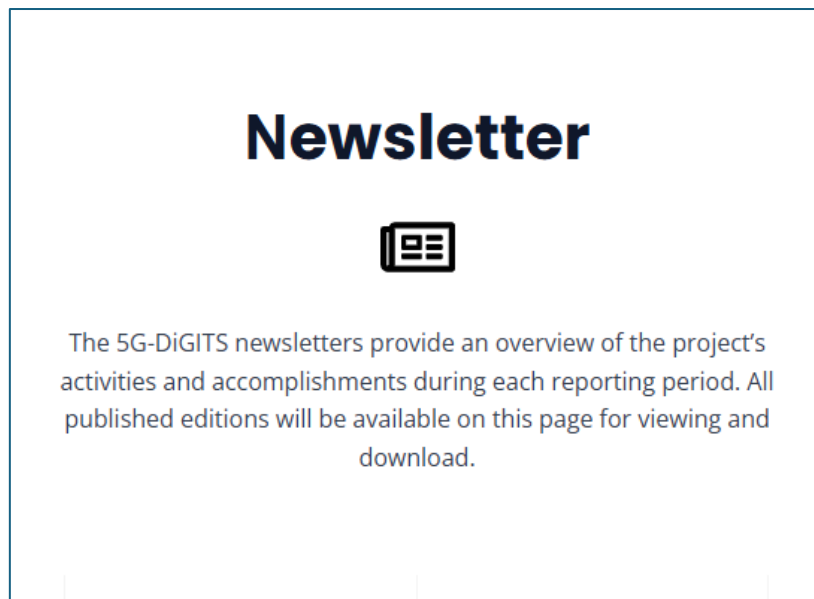 Newsletter
The 5G-DiGITS newsletters provide an overview of the project’s
activities and accomplishments during each reporting period. All
published editions will be available on this page for viewing and
download.